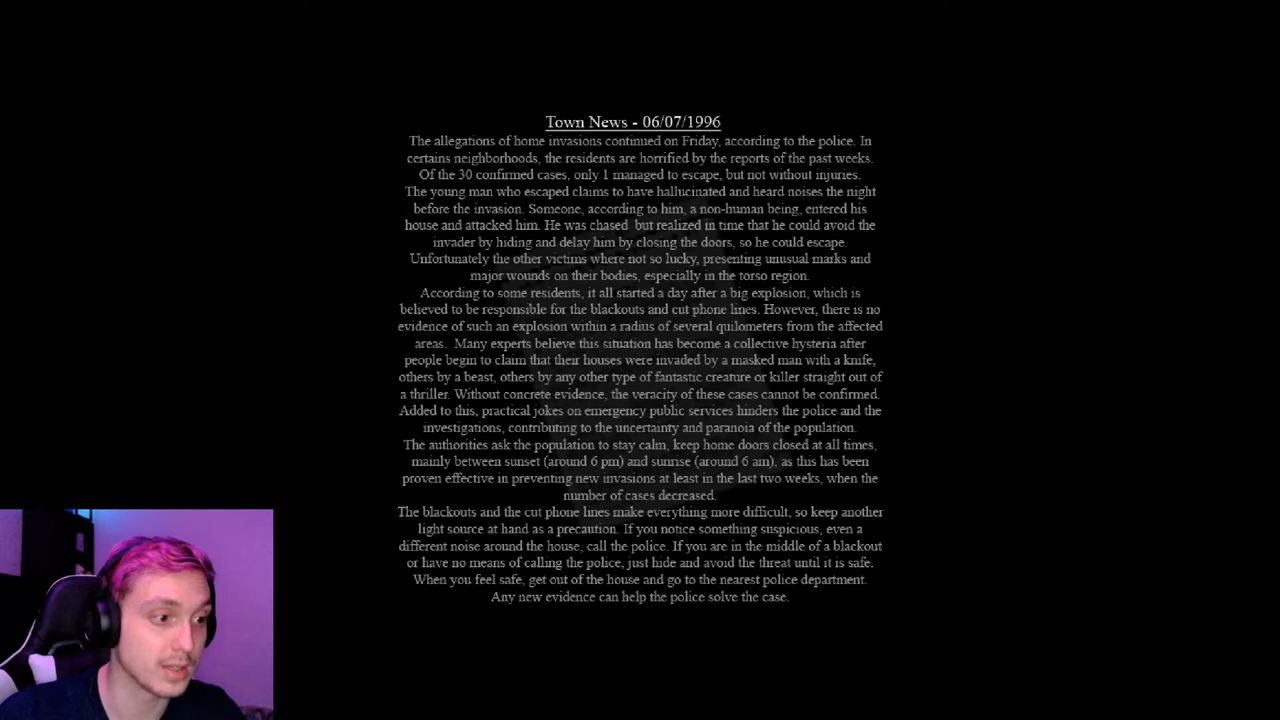 Town News - 06/07/1996
The allegations of home invasions continued on Friday, according to the police. In
certains neighborhoods, the residents are horrified by the reports of the past weeks.
Of the 30 confirmed cases, only 1 managed to escape, but not without injuries.
The young man who escaped claims to have hallucinated and heard noises the night
before the invasion. Someone, according to him, a non-human being, entered his
house and attacked him. He was chased but realized in time that he could avoid the
invader by hiding and delay him by closing the doors, so he could escape.
Unfortunately the other victims where not so lucky, presenting unusual marks and
major wounds on their bodies, especially in the torso region.
According to some residents, it all started a day after a big explosion, which is
believed to be responsible for the blackouts and cut phone lines. However, there is no
evidence of such an explosion within a radius of several quilometers from the affected
areas. Many experts believe this situation has become a collective hysteria after
people begin to claim that their houses were invaded by a masked man with a knife,
others by a beast, others by any other type of fantastic creature or killer straight out of
a thriller. Without concrete evidence, the veracity of these cases cannot be confirmed.
Added to this, practical jokes on emergency public services hinders the police and the
investigations, contributing to the uncertainty and paranoia of the population.
The authorities ask the population to stay calm, keep home doors closed at all times,
mainly between sunset (around 6 pm) and sunrise (around 6 am), as this has been
proven effective in preventing new invasions at least in the last two weeks, when the
number of cases decreased.
The blackouts and the cut phone lines make everything more difficult, so keep another
light source at hand as a precaution. If you notice something suspicious, even a
different noise around the house, call the police. If you are in the middle of a blackout
or have no means of calling the police, just hide and avoid the threat until it is safe.
When you feel safe, get out of the house and go to the nearest police department.
Any new evidence can help the police solve the case.